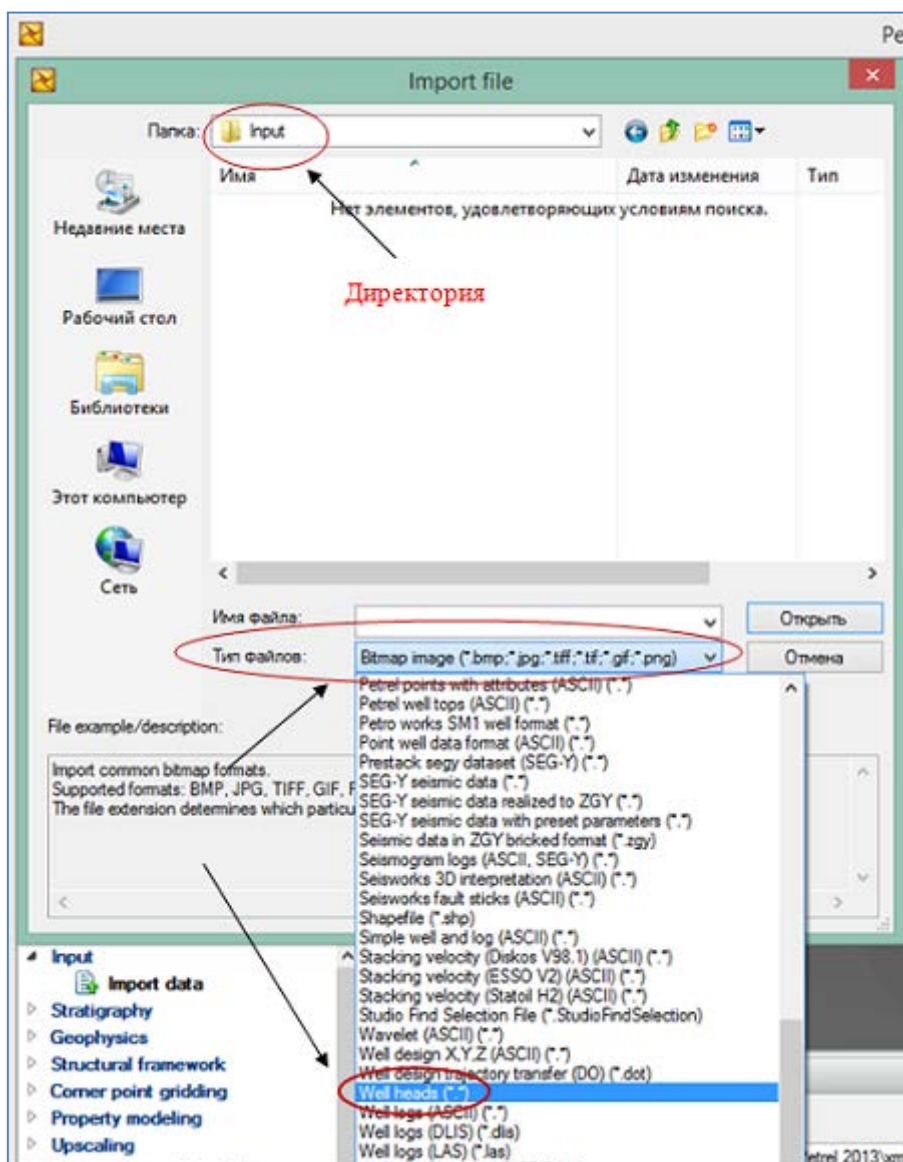 Pe
Import file
Папка: Input
Имя Дата изменения Тип
Нет элементов, удовлетворяющих условиям поиска.
Недавние места
Директория
Рабочий стол
Библиотеки
Этот компьютер
Сеть
Имя файла: Открыть
Тип файлов: Bitmap image (*.bmp;*.jpg;*.tiff;*.tif;*.gif;*.png) Отмена
Petrel points with attributes (ASCII) (*.*)
Petrel well tops (ASCII) (*.*)
Petro works SM1 well format (*.*)
File example/description:
Point well data format (ASCII) (*.*)
Prestack segy dataset (SEG-Y) (*.*)
Import common bitmap formats.
SEG-Y seismic data (*.*)
Supported formats: BMP, JPG, TIFF, GIF, P
SEG-Y seismic data realized to ZGY (*.*)
The file extension determines which particu
SEG-Y seismic data with preset parameters (*.*)
Seismic data in ZGY bricked format (*.zgy)
Seismogram logs (ASCII, SEG-Y) (*.*)
Seisworks 3D interpretation (ASCII) (*.*)
Seisworks fault sticks (ASCII) (*.*)
Shapefile (*.shp)
Simple well and log (ASCII) (*.*)
Stacking velocity (Diskos V98.1) (ASCII) (*.*)
Stacking velocity (ESSO V2) (ASCII) (*.*)
Stacking velocity (Statoil H2) (ASCII) (*.*)
Studio Find Selection File (*.StudioFindSelection)
Wavelet (ASCII) (*.*)
Well design X,Y,Z (ASCII) (*.*)
Well design trajectory transfer (DO) (*.dot)
Well heads (*.*)
Well logs (ASCII) (*.*)
Well logs (DLIS) (*.dlis)
Well logs (LAS) (*.las)
Input
Import data
Stratigraphy
Geophysics
Structural framework
Corner point gridding
Property modeling
Upscaling
etrel 2013\xm